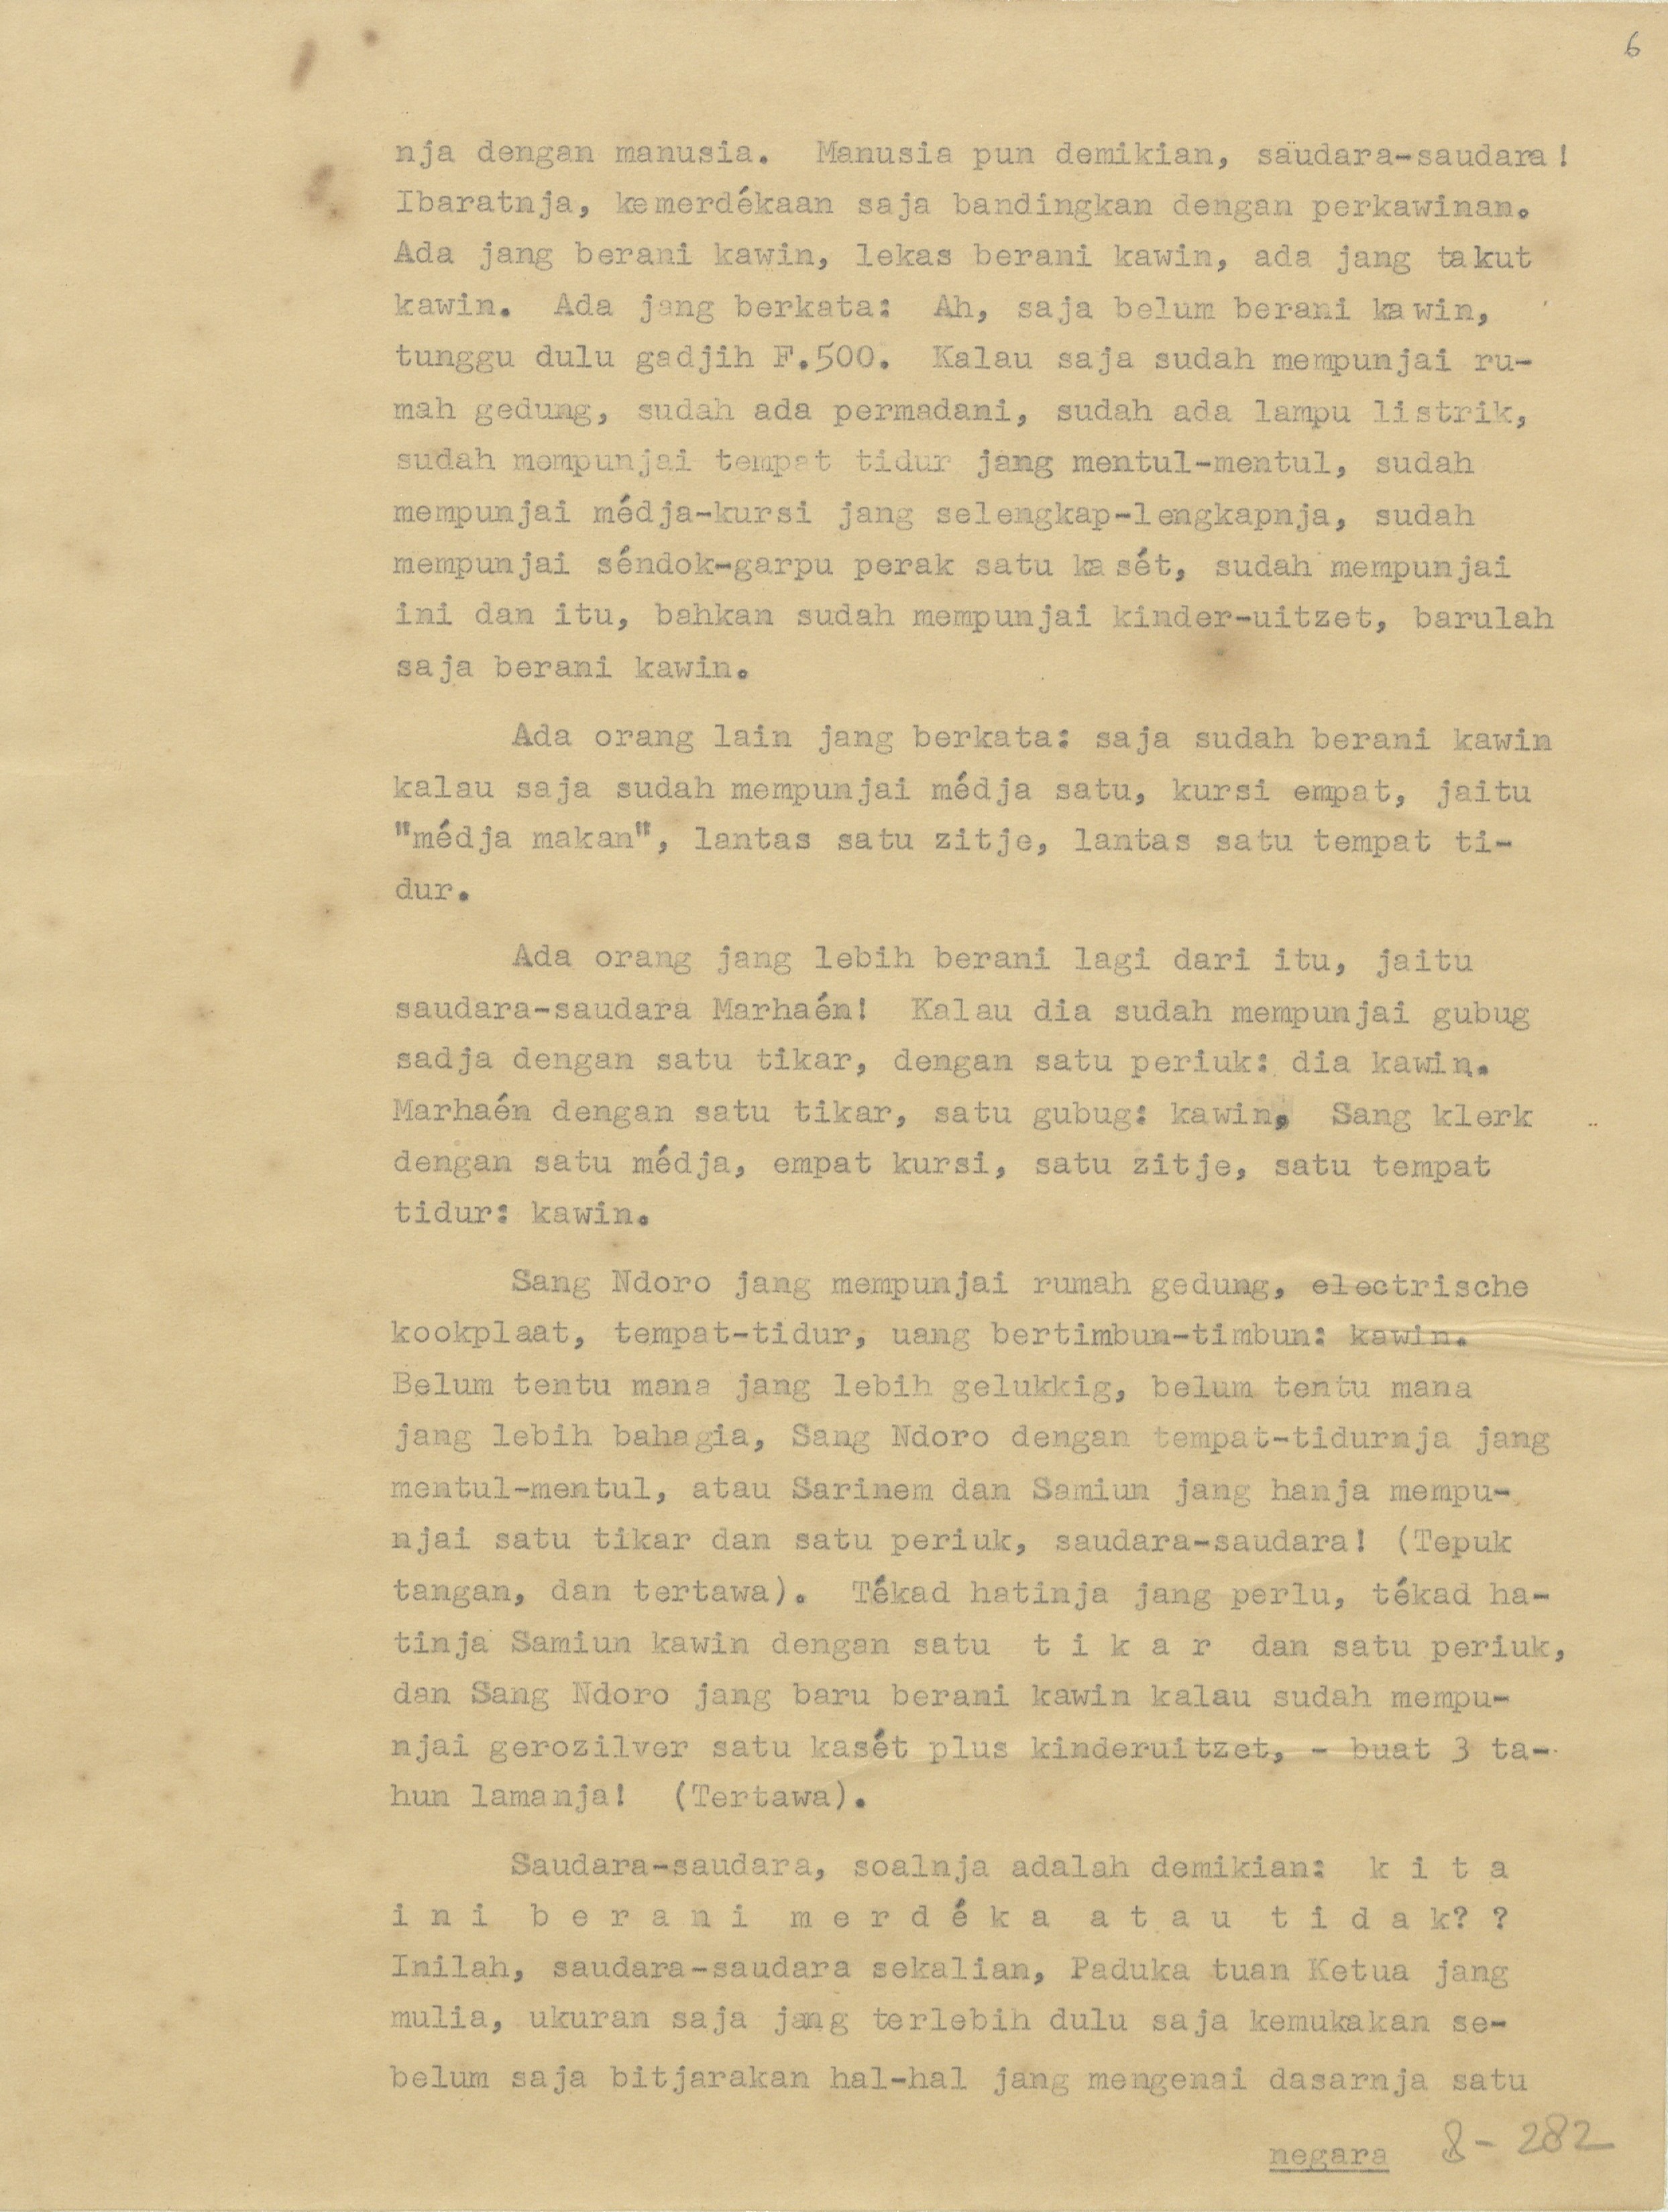 6
nja dengan manusia. Manusia pun demikian, saudara-saudara!
Ibaratnja, kemerdékaan saja bandingkan dengan perkawinan.
Ada jang berani kawin, lekas berani kawin, ada jang takut
kawin. Ada jang berkata: Ah, saja belum berani kawin,
tunggu dulu gadjih F.500. Kalau saja sudah mempunjai ru-
mah gedung, sudah ada permadani, sudah ada lampu listrik,
sudah mempunjai tempat tidur jang mentul-mentul, sudah
mempunjai médja-kursi jang selengkap-lengkapnja, sudah
mempunjai séndok-garpu perak satu kasét, sudah mempunjai
ini dan itu, bahkan sudah mempunjai kinder-uitzet, barulah
saja berani kawin.
Ada orang lain jang berkata: saja sudah berani kawin
kalau saja sudah mempunjai médja satu, kursi empat, jaitu
"médja makan", lantas satu zitje, lantas satu tempat ti-
dur.
Ada orang jang lebih berani lagi dari itu, jaitu
saudara-saudara Marhaén! Kalau dia sudah mempunjai gubug
sadja dengan satu tikar, dengan satu periuk: dia kawin.
Marhaén dengan satu tikar, satu gubug: kawin, Sang klerk
dengan satu médja, empat kursi, satu zitje, satu tempat
tidur: kawin.
Sang Ndoro jang mempunjai rumah gedung, electrische
kookplaat, tempat-tidur, uang bertimbun-timbun: kawin.
Belum tentu mana jang lebih gelukkig, belum tentu mana
jang lebih bahagia, Sang Ndoro dengan tempat-tidurnja jang
mentul-mentul, atau Sarinem dan Samiun jang hanja mempu-
njai satu tikar dan satu periuk, saudara-saudara! (Tepuk
tangan, dan tertawa). Tékad hatinja jang perlu, tékad ha-
tinja Samiun kawin dengan satu t i k a r dan satu periuk,
dan Sang Ndoro jang baru berani kawin kalau sudah mempu-
njai gerozilver satu kasét plus kinderuitzet, - buat 3 ta-
hun lamanja! (Tertawa).
Saudara-saudara, soalnja adalah demikian: k i t a
i n i b e r a n i m e r d é k a a t a u t i d a k? ?
Inilah, saudara-saudara sekalian, Paduka tuan Ketua jang
mulia, ukuran saja jang terlebih dulu saja kemukakan se-
belum saja bitjarakan hal-hal jang mengenai dasarnja satu
negara 8-282